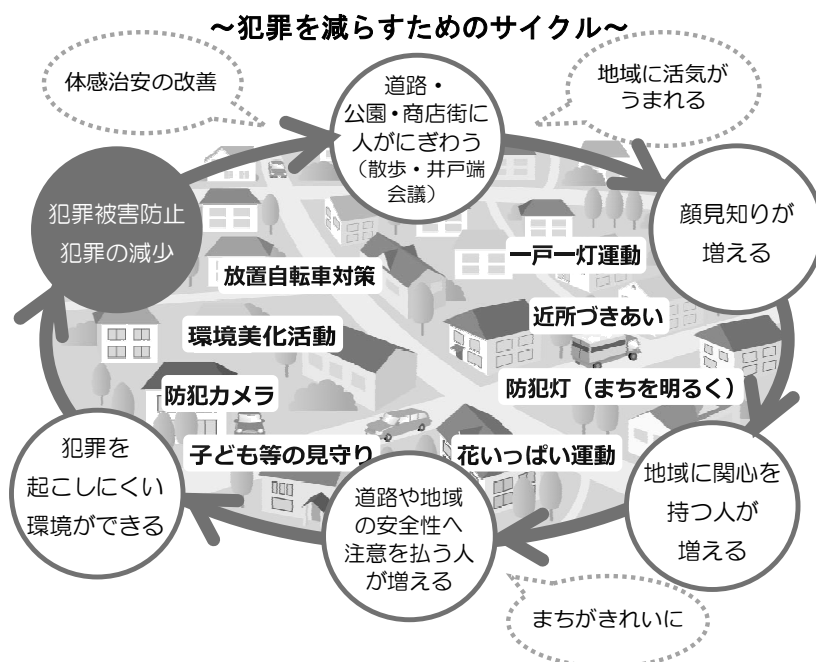 ～犯罪を減らすためのサイクル～
体感治安の改善
道路・
公園・商店街に
人がにぎわう
（散歩・井戸端
会議）
地域に活気が
うまれる
顔見知りが
増える
犯罪被害防止
犯罪の減少
一戸一灯運動
放置自転車対策
近所づきあい
環境美化活動
防犯カメラ
防犯灯（まちを明るく）
子ども等の見守り
花いっぱい運動
地域に関心を
持つ人が
増える
道路や地域
の安全性へ
注意を払う人
が増える
犯罪を
起こしにくい
環境ができる
まちがきれいに